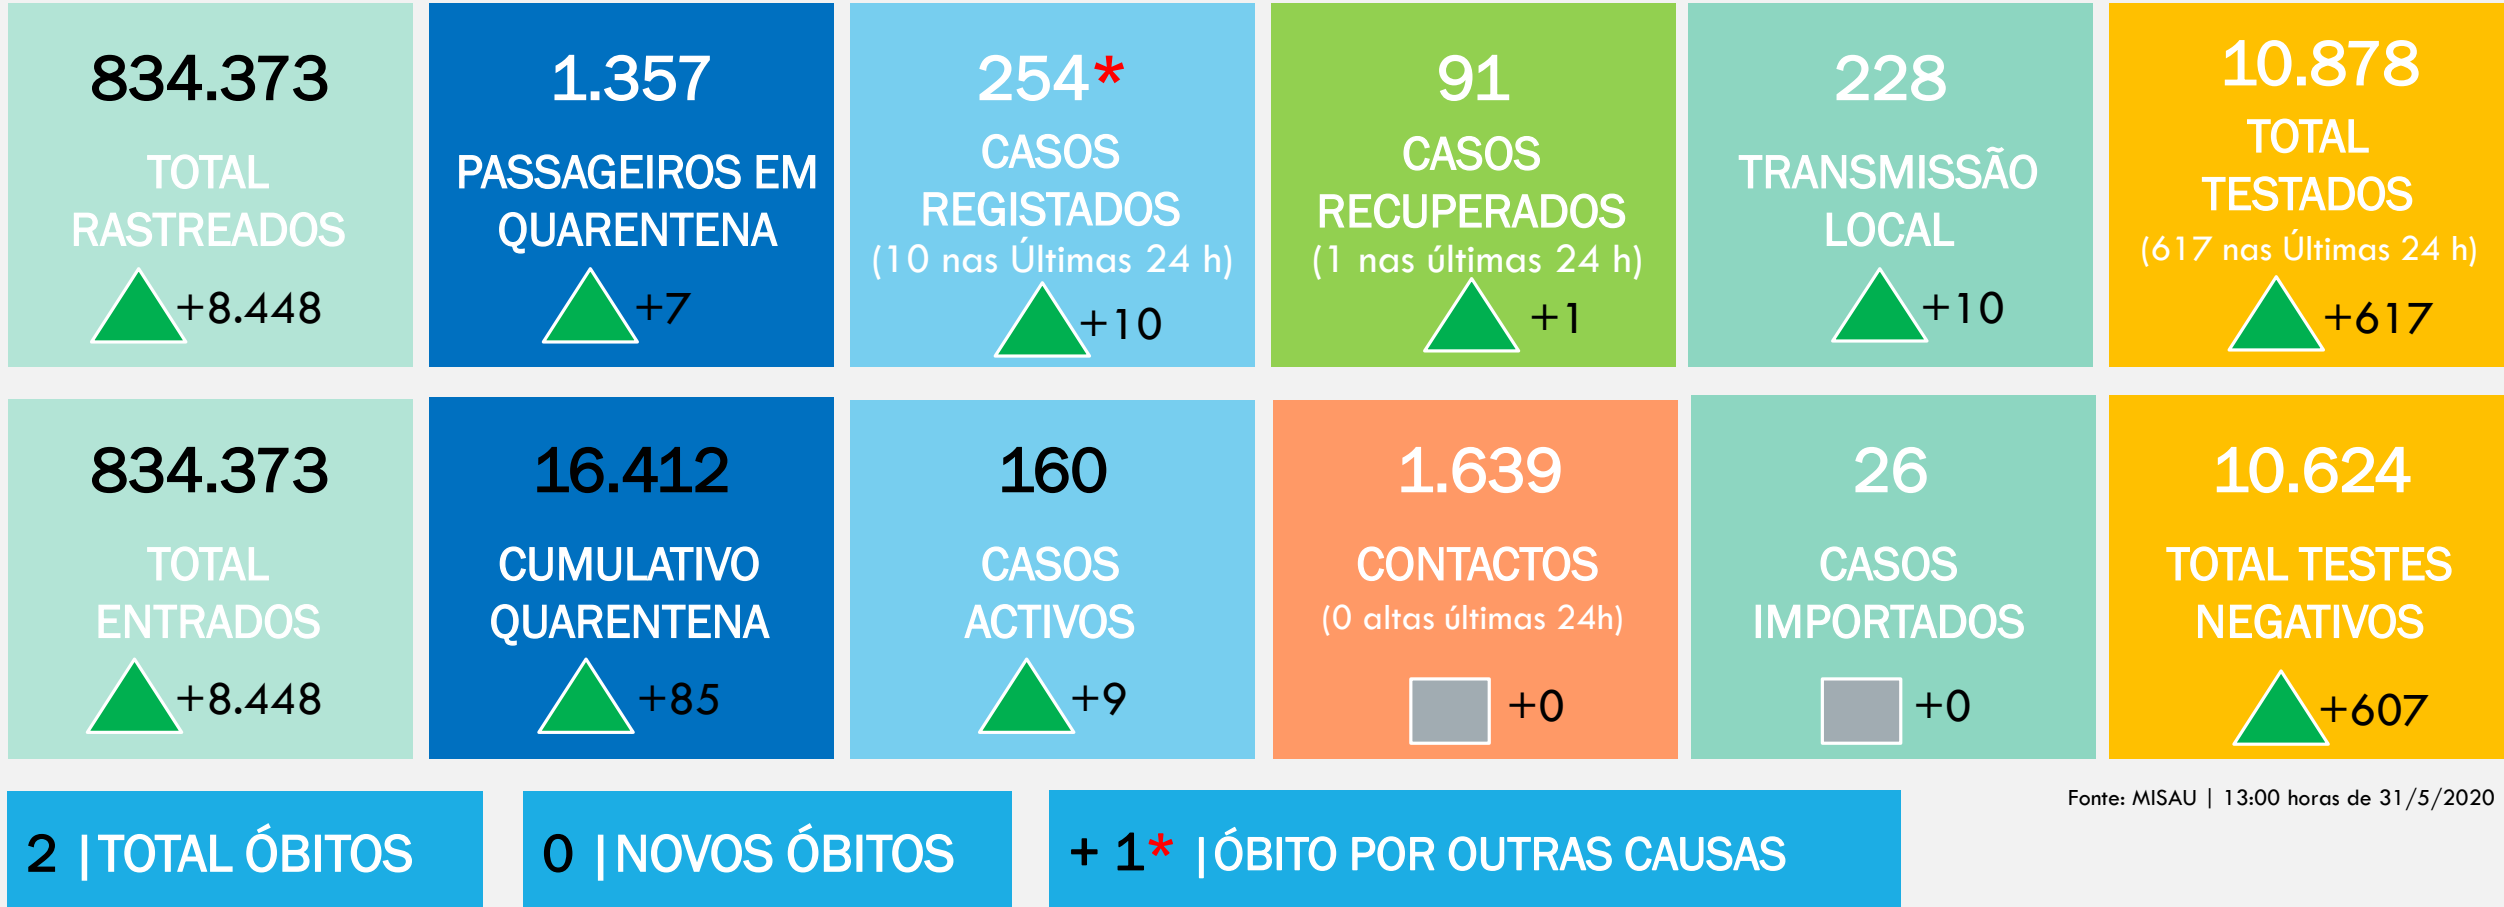 834.373
TOTAL
RASTREADOS
+8.448
1.357
PASSAGEIROS EM
QUARENTENA
+7
254*
CASOS
REGISTADOS
(10 nas Últimas 24 h)
+10
91
CASOS
RECUPERADOS
(1 nas últimas 24 h)
+1
228
TRANSMISSÃO
LOCAL
+10
10.878
TOTAL
TESTADOS
(617 nas Últimas 24 h)
+617
834.373
TOTAL
ENTRADOS
+8.448
16.412
CUMULATIVO
QUARENTENA
+85
160
CASOS
ACTIVOS
+9
1.639
CONTACTOS
(0 altas últimas 24h)
+0
26
CASOS
IMPORTADOS
+0
10.624
TOTAL TESTES
NEGATIVOS
+607
Fonte: MISAU | 13:00 horas de 31/5/2020
2 |TOTAL ÓBITOS
0 |NOVOS ÓBITOS
+ 1* |ÓBITO POR OUTRAS CAUSAS